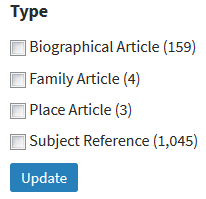 Type
Biographical Article (159)
Family Article (4)
Place Article (3)
Subject Reference (1,045)
Update